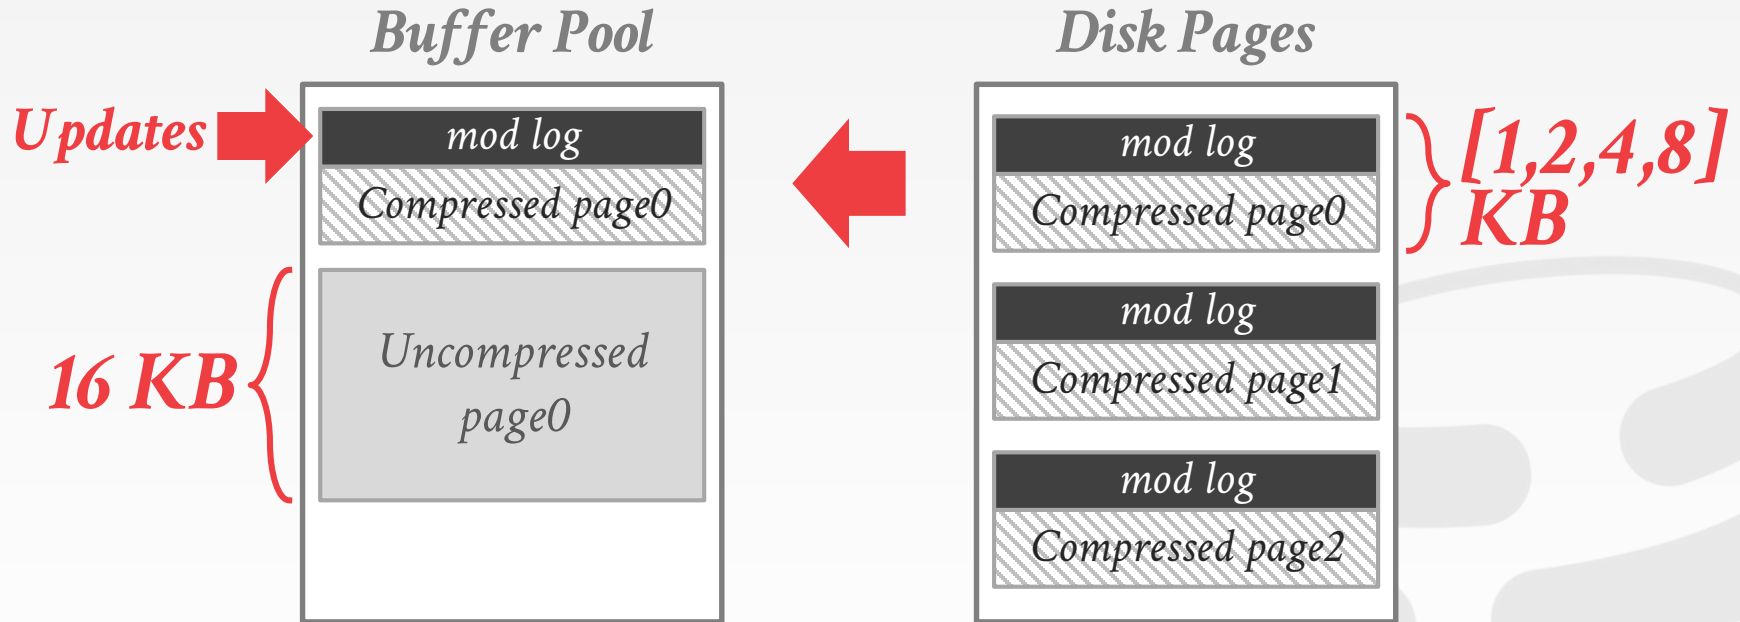 Buffer Pool
Updates
mod log
Compressed page0
16 KB
Uncompressed
page0
Disk Pages
mod log
Compressed page0
[1,2,4,8]
KB
mod log
Compressed page1
mod log
Compressed page2